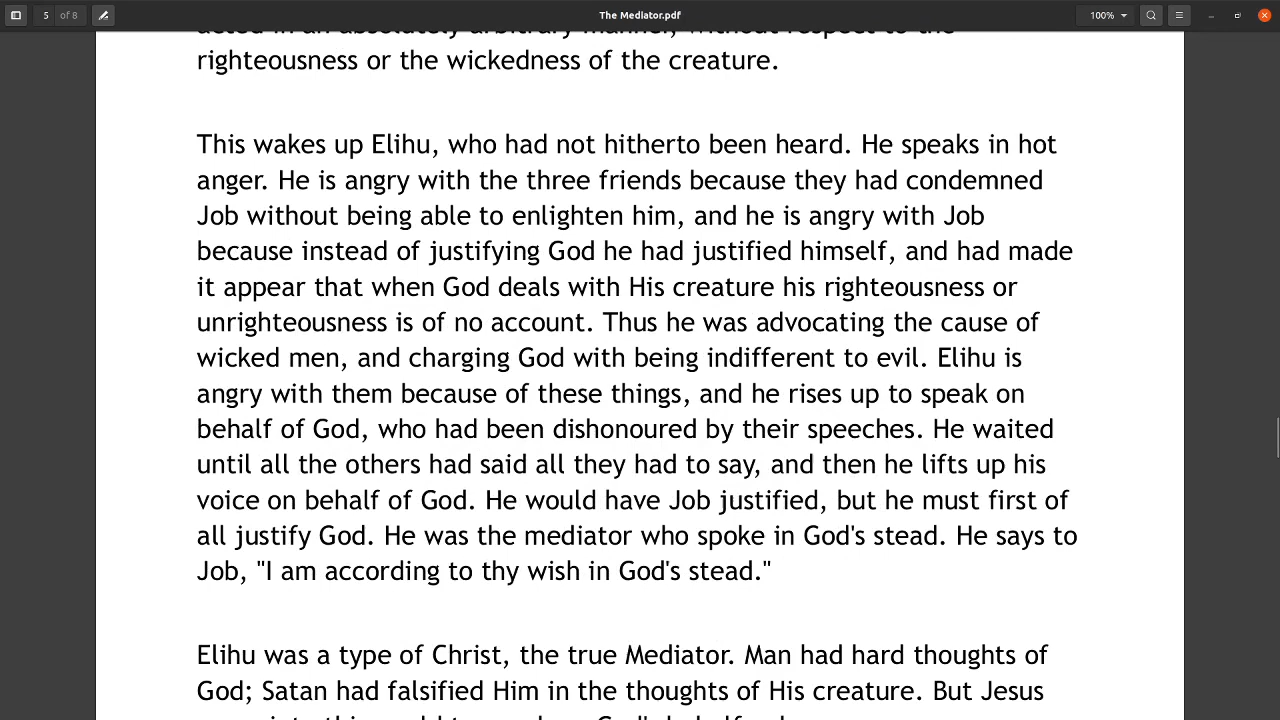 5 of 8
The Mediator.pdf
100%
acted in an absolutely arbitrary manner, without respect to the
righteousness or the wickedness of the creature.
This wakes up Elihu, who had not hitherto been heard. He speaks in hot
anger. He is angry with the three friends because they had condemned
Job without being able to enlighten him, and he is angry with Job
because instead of justifying God he had justified himself, and had made
it appear that when God deals with His creature his righteousness or
unrighteousness is of no account. Thus he was advocating the cause of
wicked men, and charging God with being indifferent to evil. Elihu is
angry with them because of these things, and he rises up to speak on
behalf of God, who had been dishonoured by their speeches. He waited
until all the others had said all they had to say, and then he lifts up his
voice on behalf of God. He would have Job justified, but he must first of
all justify God. He was the mediator who spoke in God's stead. He says to
Job, "I am according to thy wish in God's stead."
Elihu was a type of Christ, the true Mediator. Man had hard thoughts of
God; Satan had falsified Him in the thoughts of His creature. But Jesus